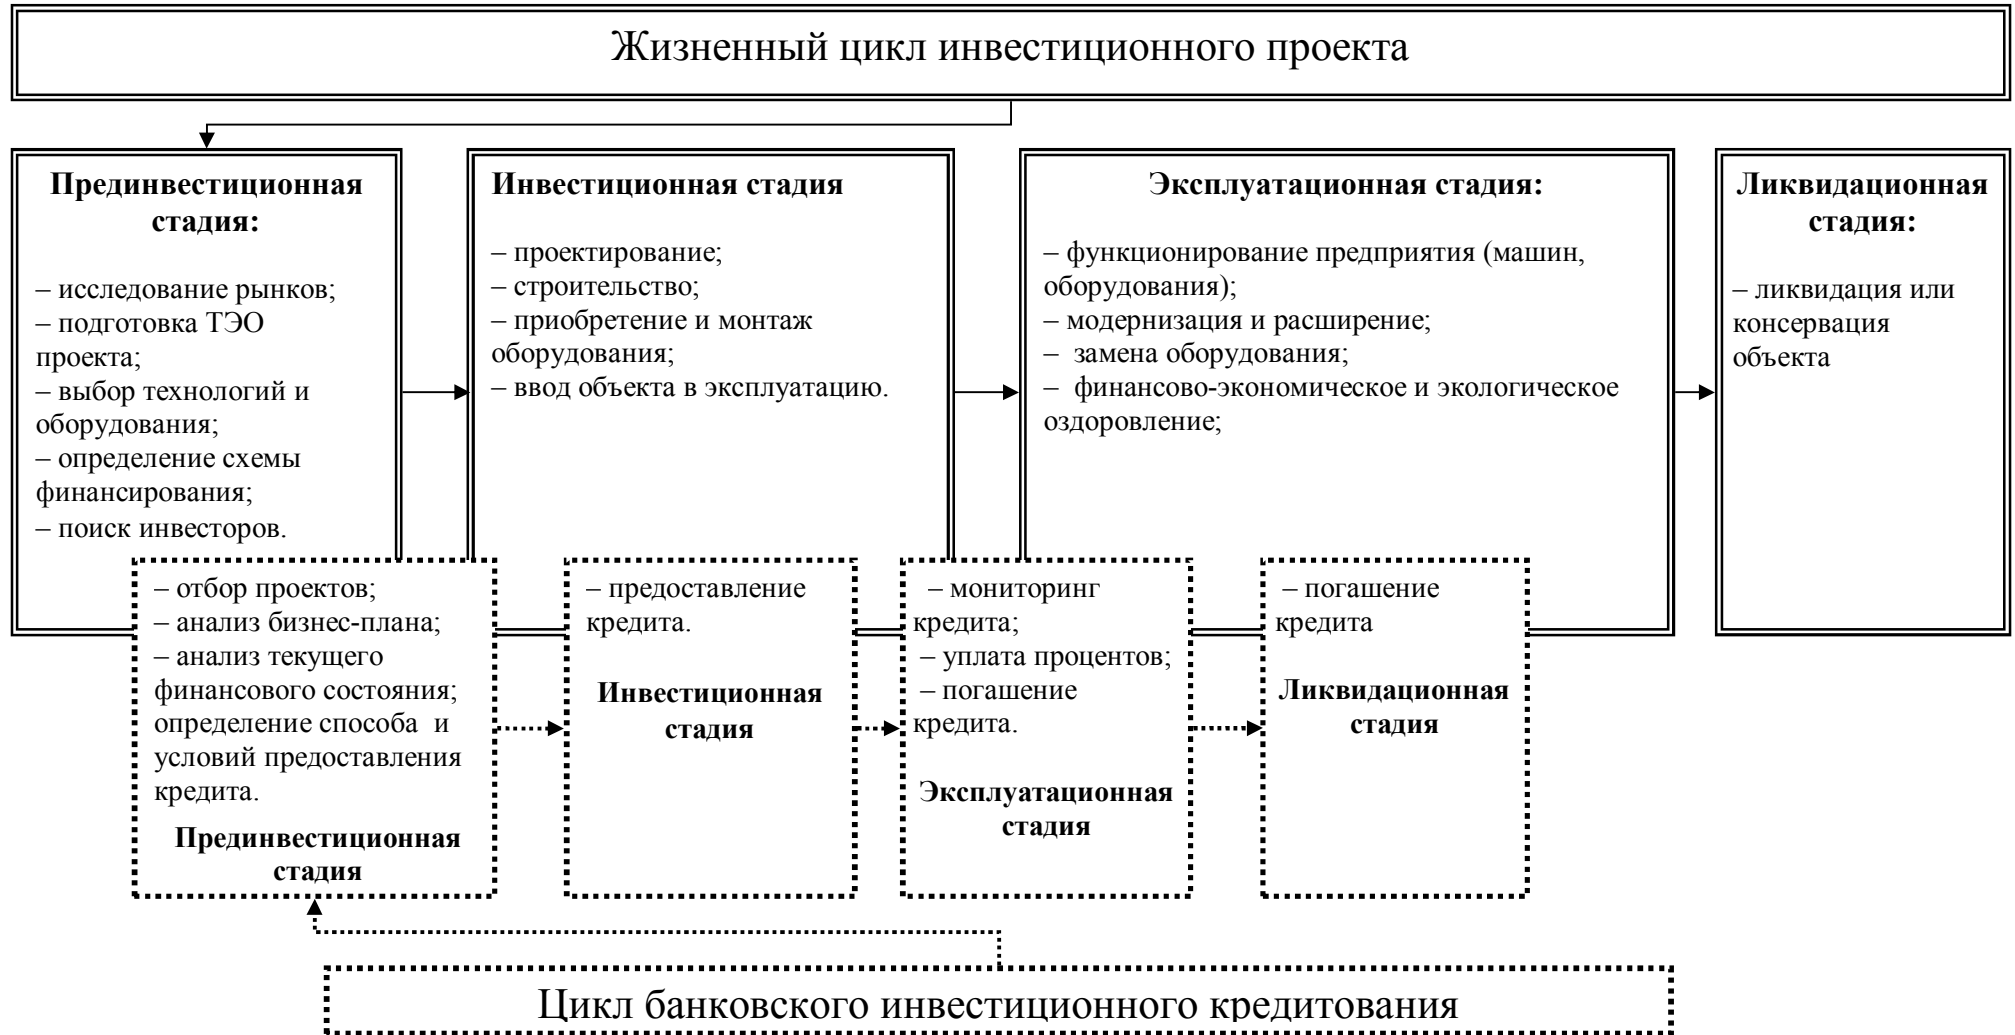 Жизненный цикл инвестиционного проекта
Прединвестиционная
стадия:
– исследование рынков;
– подготовка ТЭО
проекта;
– выбор технологий и
оборудования;
– определение схемы
финансирования;
– поиск инвесторов.
Инвестиционная стадия
– проектирование;
– строительство;
– приобретение и монтаж
оборудования;
– ввод объекта в эксплуатацию.
Эксплуатационная стадия:
– функционирование предприятия (машин,
оборудования);
– модернизация и расширение;
– замена оборудования;
– финансово-экономическое и экологическое
оздоровление;
Ликвидационная
стадия:
– ликвидация или
консервация
объекта
– отбор проектов;
– анализ бизнес-плана;
– анализ текущего
финансового состояния;
определение способа и
условий предоставления
кредита.
Прединвестиционная
стадия
– предоставление
кредита.
Инвестиционная
стадия
– мониторинг
кредита;
– уплата процентов;
– погашение
кредита.
Эксплуатационная
стадия
– погашение
кредита
Ликвидационная
стадия
Цикл банковского инвестиционного кредитования